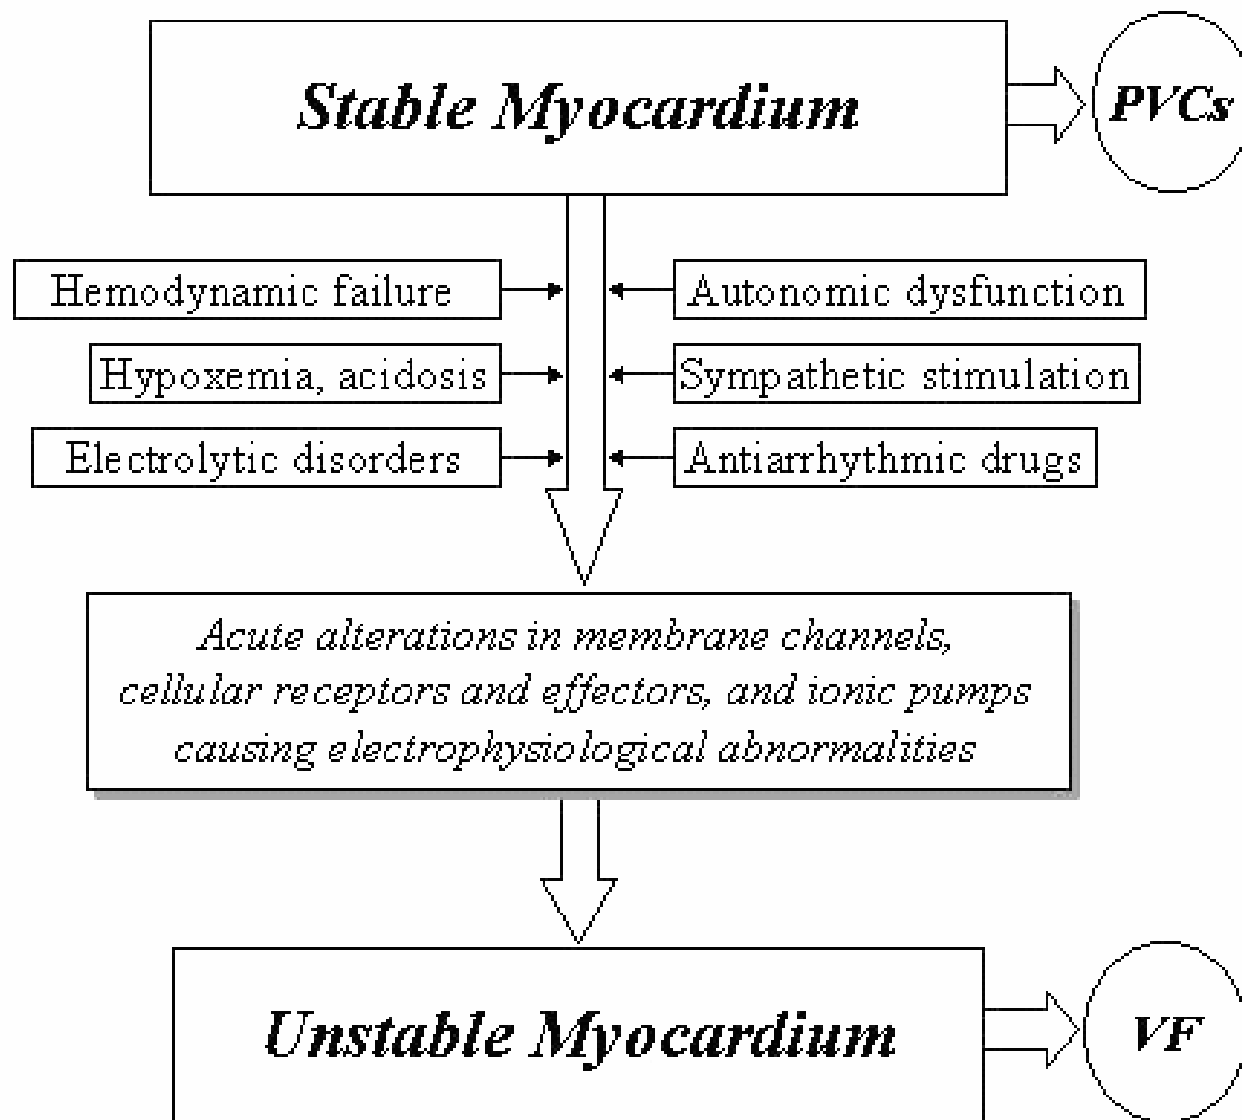 Stable Myocardium
PVCs
Hemodynamic failure
Autonomic dysfunction
Hypoxemia, acidosis
Sympathetic stimulation
Electrolytic disorders
Antiarrhythmic drugs
Acute alterations in membrane channels,
cellular receptors and effectors, and ionic pumps
causing electrophysiological abnormalities
Unstable Myocardium
VF